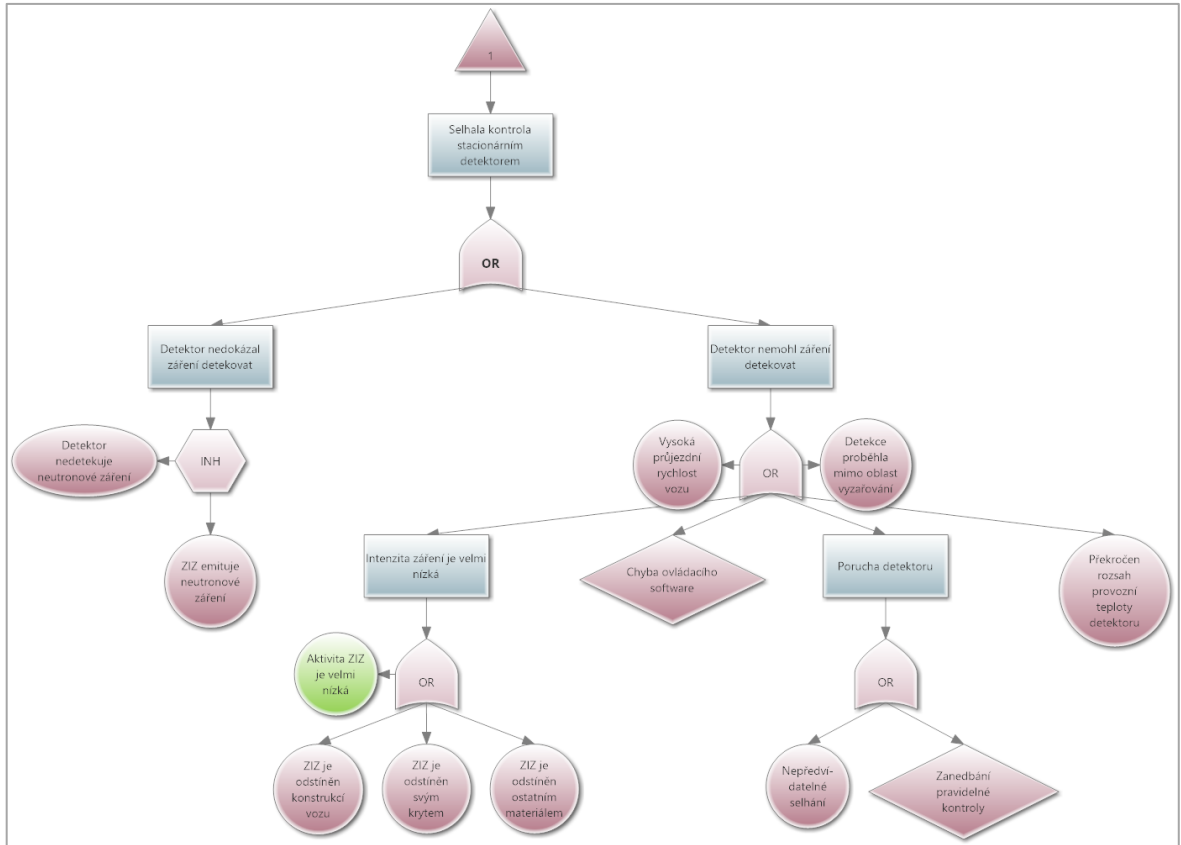 1
Selhala kontrola
stacionárním
detektorem
OR
Detektor nedokázal
záření detekovat
Detektor nemohl záření
detekovat
INH
Detektor
nedetekuje
neutronové záření
ZIZ emituje
neutronové
záření
Vysoká
průjezdní
rychlost
vozu
OR
Detekce
proběhla
mimo oblast
vyzařování
Intenzita záření je velmi
nízká
Chyba ovládacího
software
Porucha detektoru
Překročen
rozsah
provozní
teploty
detektoru
Aktivita ZIZ
je velmi
nízká
OR
OR
ZIZ je
odstíněn
konstrukcí
vozu
ZIZ je
odstíněn
svým
krytem
ZIZ je
odstíněn
ostatním
materiálem
Nepředví-
datelné
selhání
Zanedbání
pravidelné
kontroly